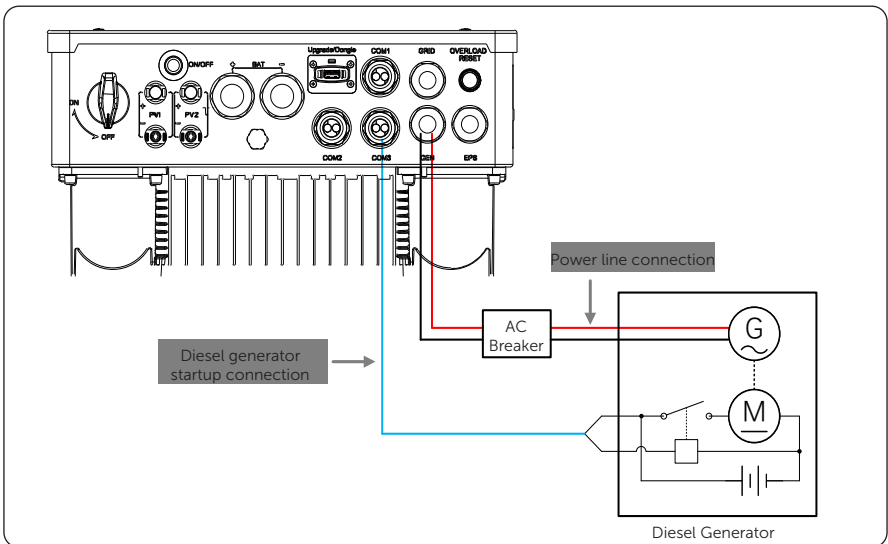 Upgrade/Dongle
COM1
GRID
OVERLOAD
RESET
ON/OFF
+ BAT -
ON
OFF
+ PV1 -
+ PV2 -
COM2
COM3
GEN
EPS
Power line connection
AC
Breaker
G
Diesel generator
startup connection
M
Diesel Generator